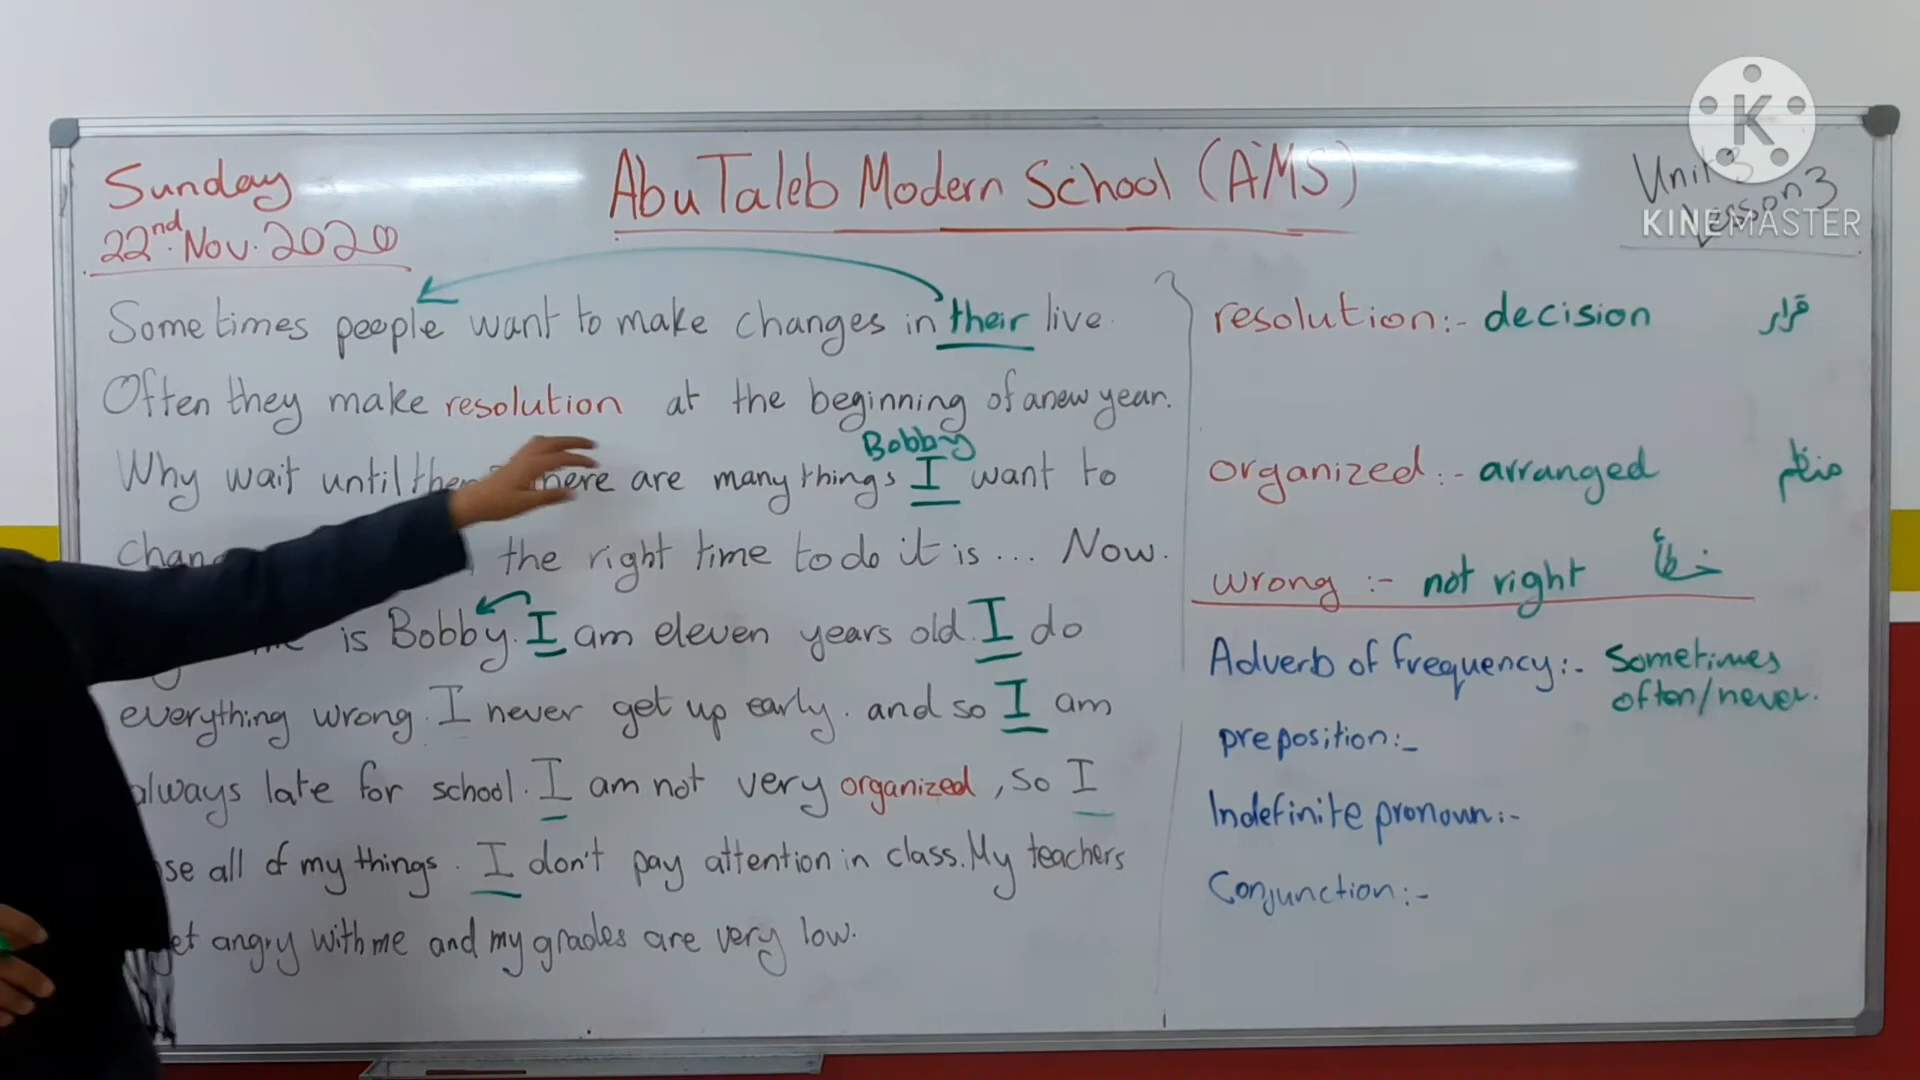 Sunday
22nd. Nov. 2020
Abu Taleb Modern School (AMS)
Unit 3
Lesson 3
KINEMASTER
Sometimes people want to make changes in their live.
Often they make resolution at the beginning of a new year.
Bobby
Why wait until there are many things I want to
the right time to do it is ... Now.
is Bobby. I am eleven years old. I do
everything wrong. I never get up early. and so I am
always late for school. I am not very organized, so I
all of my things. I don't pay attention in class. My teachers
get angry with me and my grades are very low.
resolution:- decision قرار
organized:- arranged منظم
wrong:- not right خطأ
Adverb of frequency:- Sometimes
often/never.
preposition:-
Indefinite pronoun:-
Conjunction:-